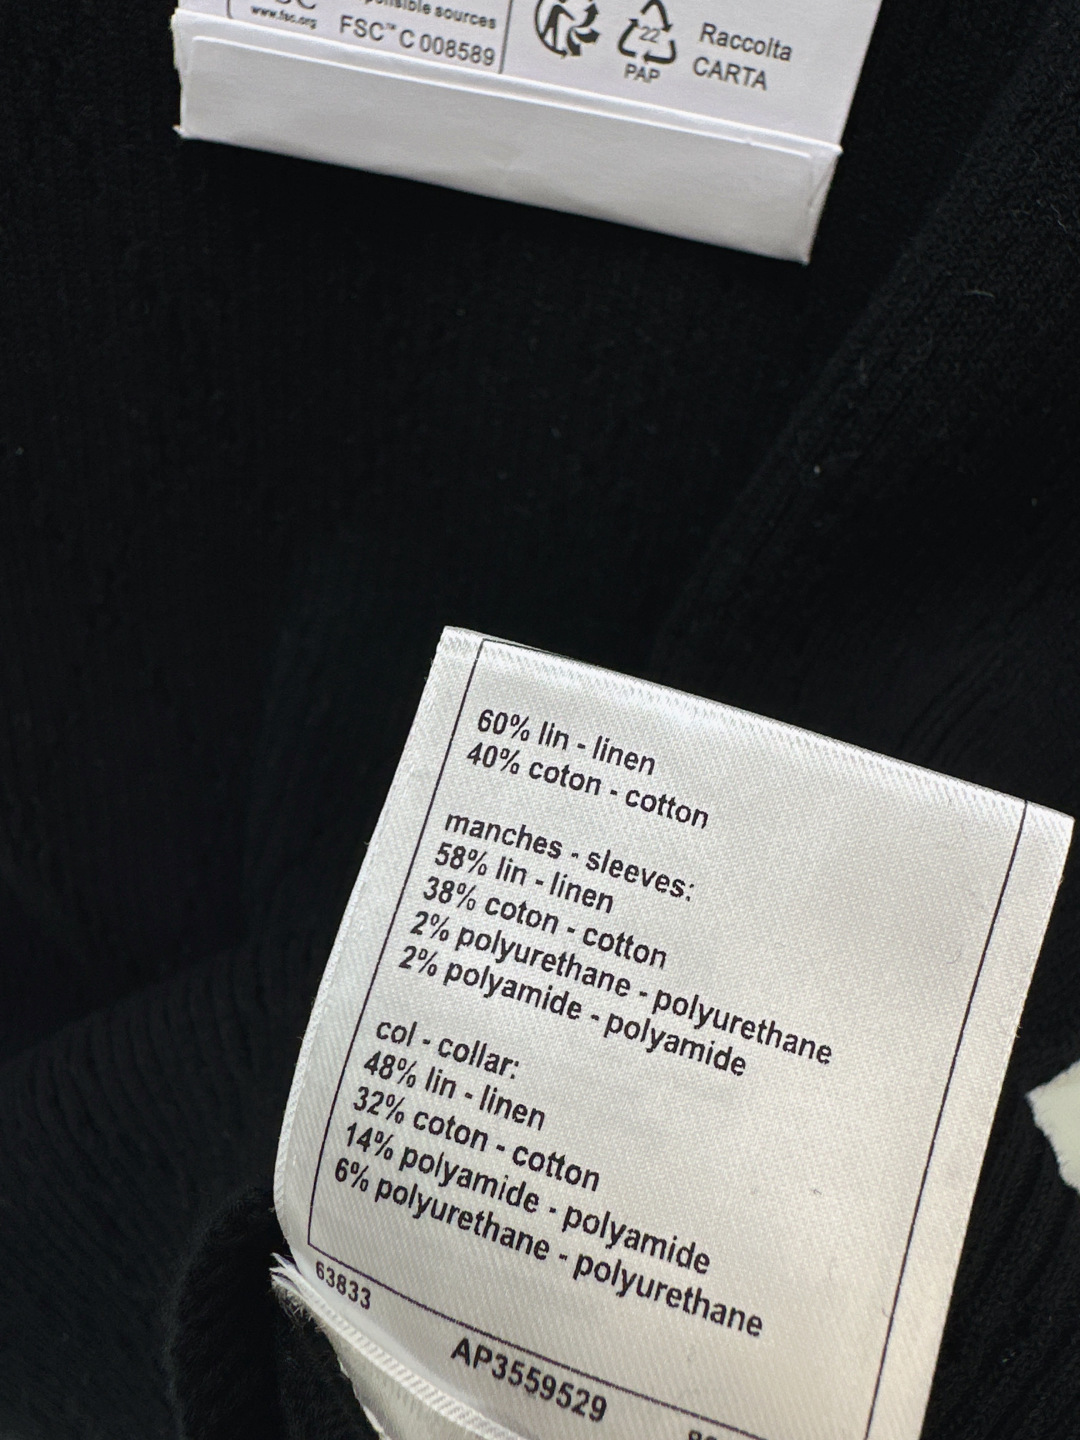 sources
www.fsc.org
FSC™ C008589
22
PAP
Raccolta
CARTA
60% lin - linen
40% coton - cotton
manches - sleeves:
58% lin - linen
38% coton - cotton
2% polyurethane - polyurethane
2% polyamide - polyamide
col - collar:
48% lin - linen
32% coton - cotton
14% polyamide - polyamide
6% polyurethane - polyurethane
63833
AP3559529